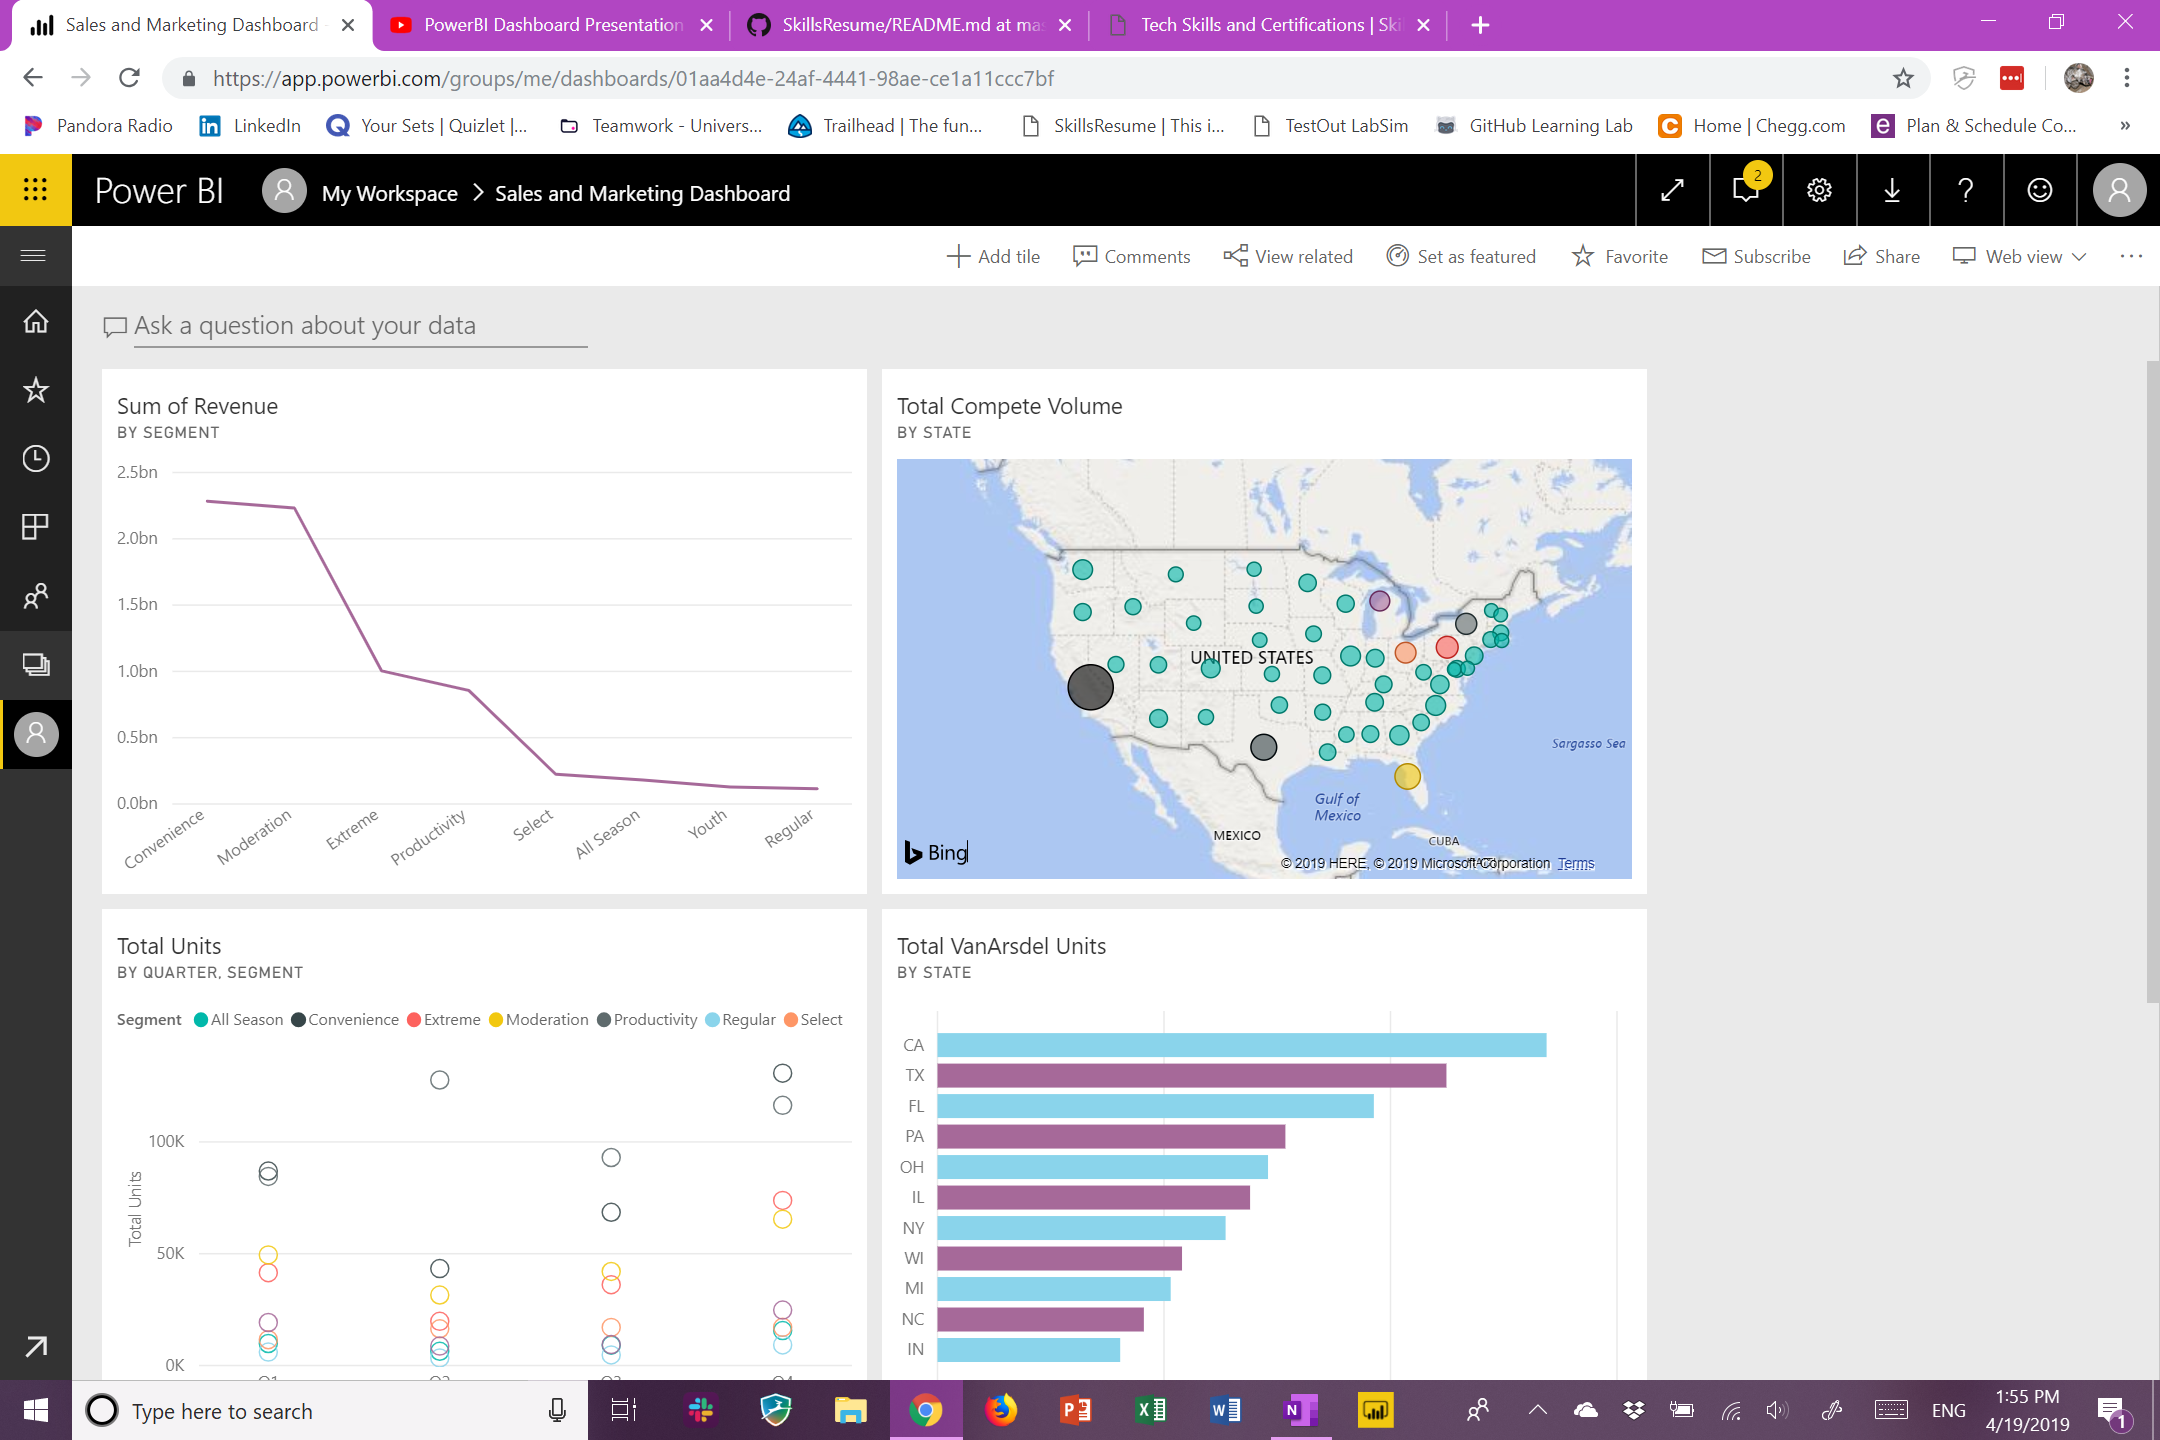 Sales and Marketing Dashboard
PowerBI Dashboard Presentation
SkillsResume/README.md at mas
Tech Skills and Certifications | Ski
https://app.powerbi.com/groups/me/dashboards/01aa4d4e-24af-4441-98ae-ce1a11ccc7bf
Pandora Radio
LinkedIn
Your Sets | Quizlet |...
Teamwork - Univers...
Trailhead | The fun...
SkillsResume | This i...
TestOut LabSim
GitHub Learning Lab
Home | Chegg.com
Plan & Schedule Co...
»
Power BI
My Workspace > Sales and Marketing Dashboard
2
?
Add tile
Comments
View related
Set as featured
Favorite
Subscribe
Share
Web view
...
Ask a question about your data
Sum of Revenue
BY SEGMENT
2.5bn
2.0bn
1.5bn
1.0bn
0.5bn
0.0bn
Convenience
Moderation
Extreme
Productivity
Select
All Season
Youth
Regular
Total Compete Volume
BY STATE
UNITED STATES
Sargasso Sea
Gulf of
Mexico
MEXICO
CUBA
Bing
© 2019 HERE, © 2019 Microsoft Corporation Terms
Total Units
BY QUARTER, SEGMENT
Segment All Season Convenience Extreme Moderation Productivity Regular Select
Total Units
100K
50K
0K
Q1
Q2
Q3
Q4
Total VanArsdel Units
BY STATE
CA
TX
FL
PA
OH
IL
NY
WI
MI
NC
IN
Type here to search
ENG
1:55 PM
4/19/2019
1